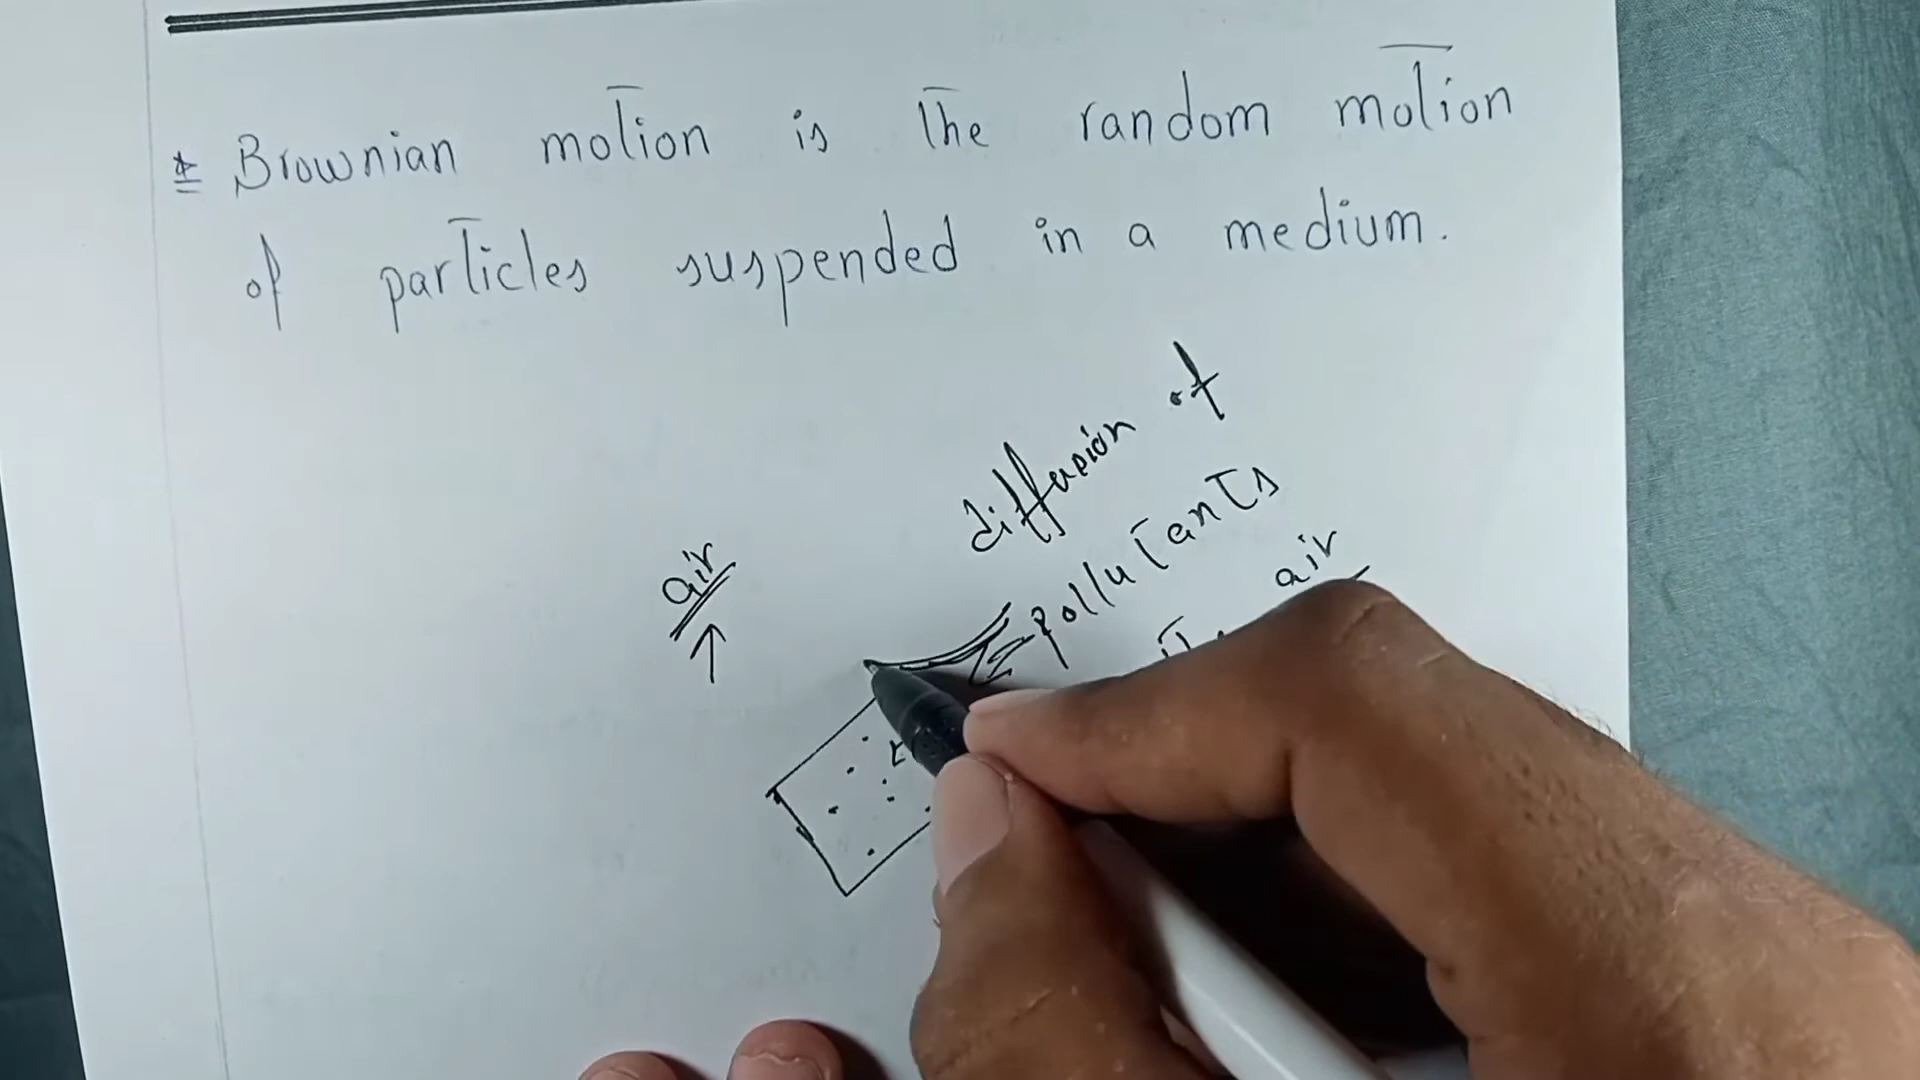 * Brownian motion is the random motion
of particles suspended in a medium.
diffusion of
pollutants
air
air